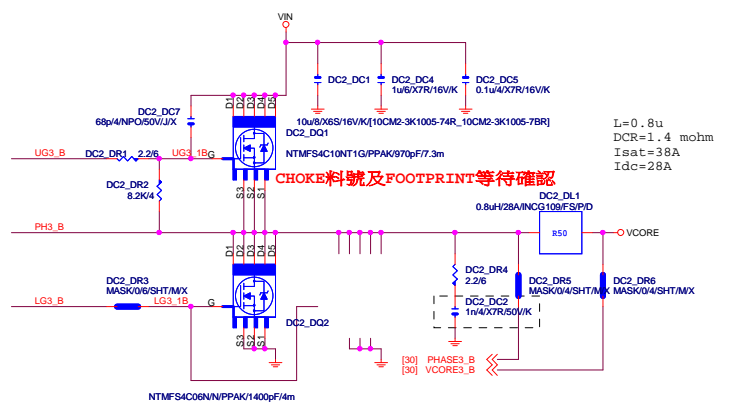 VIN
DC2_DC1
DC2_DC4
1u/6/X7R/16V/K
DC2_DC5
0.1u/4/X7R/16V/K
10u/8/X6S/16V/K/[10CM2-3K1005-74R_10CM2-3K1005-7BR]
DC2_DC7
68p/4/NPO/50V/J/X
D1
D2
D3
D4
D5
DC2_DQ1
NTMFS4C10NT1G/PPAK/970pF/7.3m
UG3_B
DC2_DR1
2.2/6
UG3_1B
G
S3
S2
S1
DC2_DR2
8.2K/4
CHOKE料號及FOOTPRINT等待確認
L=0.8u
DCR=1.4 mohm
Isat=38A
Idc=28A
DC2_DL1
0.8uH/28A/INCG109/FS/P/D
R50
VCORE
PH3_B
D1
D2
D3
D4
D5
DC2_DR3
MASK/0/6/SHT/M/X
LG3_B
LG3_1B
G
S3
S2
S1
DC2_DQ2
NTMFS4C06N/N/PPAK/1400pF/4m
DC2_DR4
2.2/6
DC2_DC2
1n/4/X7R/50V/K
DC2_DR5
MASK/0/4/SHT/M/X
DC2_DR6
MASK/0/4/SHT/M/X
[30] PHASE3_B
[30] VCORE3_B